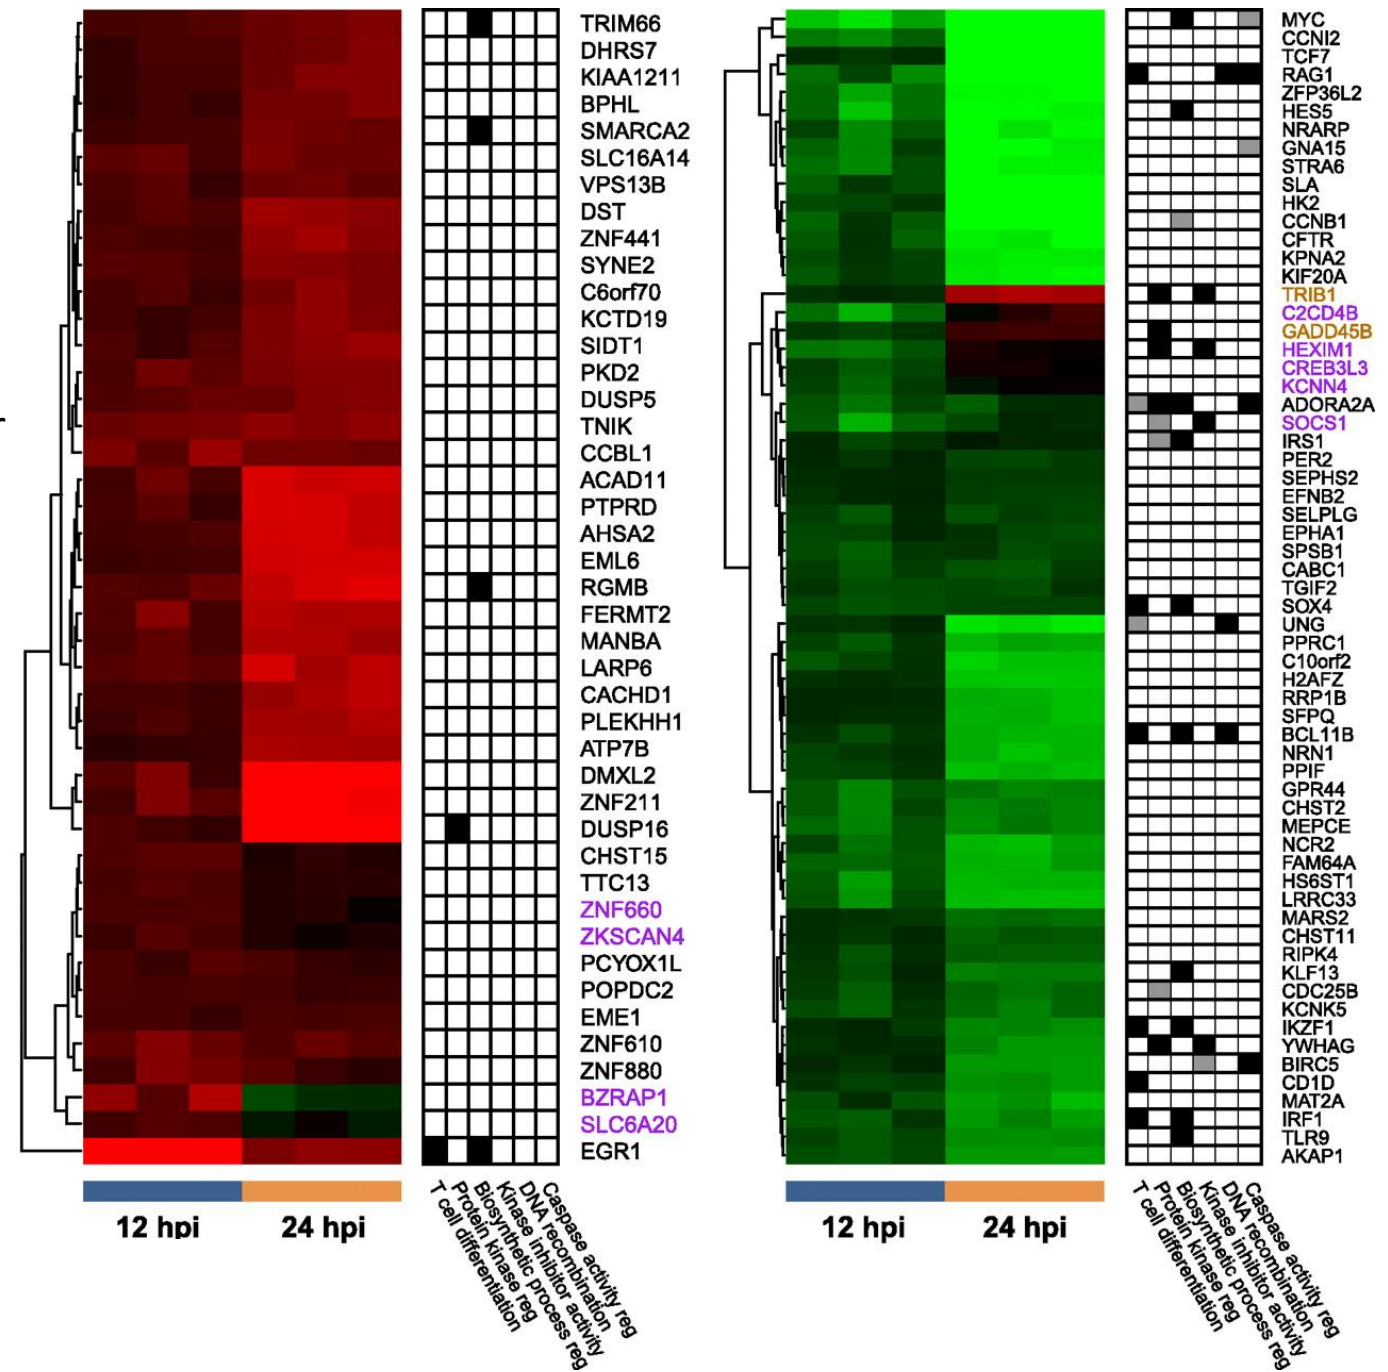 TRIM66
DHRS7
KIAA1211
BPHL
SMARCA2
SLC16A14
VPS13B
DST
ZNF441
SYNE2
C6orf70
KCTD19
SIDT1
PKD2
DUSP5
TNIK
CCBL1
ACAD11
PTPRD
AHSA2
EML6
RGMB
FERMT2
MANBA
LARP6
CACHD1
PLEKHH1
ATP7B
DMXL2
ZNF211
DUSP16
CHST15
TTC13
ZNF660
ZKSCAN4
PCYOX1L
POPDC2
EME1
ZNF610
ZNF880
BZRAP1
SLC6A20
EGR1
12 hpi
24 hpi
T cell differentiation
Protein kinase reg
Biosynthetic process reg
Kinase inhibitor activity
DNA recombination
Caspase activity reg
MYC
CCNI2
TCF7
RAG1
ZFP36L2
HES5
NRARP
GNA15
STRA6
SLA
HK2
CCNB1
CFTR
KPNA2
KIF20A
TRIB1
C2CD4B
GADD45B
HEXIM1
CREB3L3
KCNN4
ADORA2A
SOCS1
IRS1
PER2
SEPHS2
EFNB2
SELPLG
EPHA1
SPSB1
CABC1
TGIF2
SOX4
UNG
PPRC1
C10orf2
H2AFZ
RRP1B
SFPQ
BCL11B
NRN1
PPIF
GPR44
CHST2
MEPCE
NCR2
FAM64A
HS6ST1
LRRC33
MARS2
CHST11
RIPK4
KLF13
CDC25B
KCNK5
IKZF1
YWHAG
BIRC5
CD1D
MAT2A
IRF1
TLR9
AKAP1
12 hpi
24 hpi
T cell differentiation
Protein kinase reg
Biosynthetic process reg
Kinase inhibitor activity
DNA recombination
Caspase activity reg